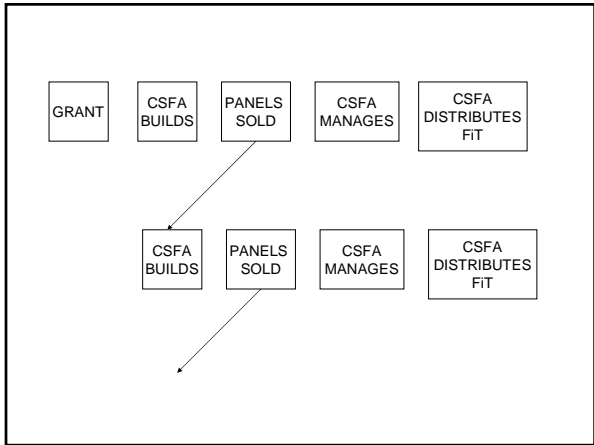 GRANT
CSFA
BUILDS
PANELS
SOLD
CSFA
MANAGES
CSFA
DISTRIBUTES
FiT
CSFA
BUILDS
PANELS
SOLD
CSFA
MANAGES
CSFA
DISTRIBUTES
FiT